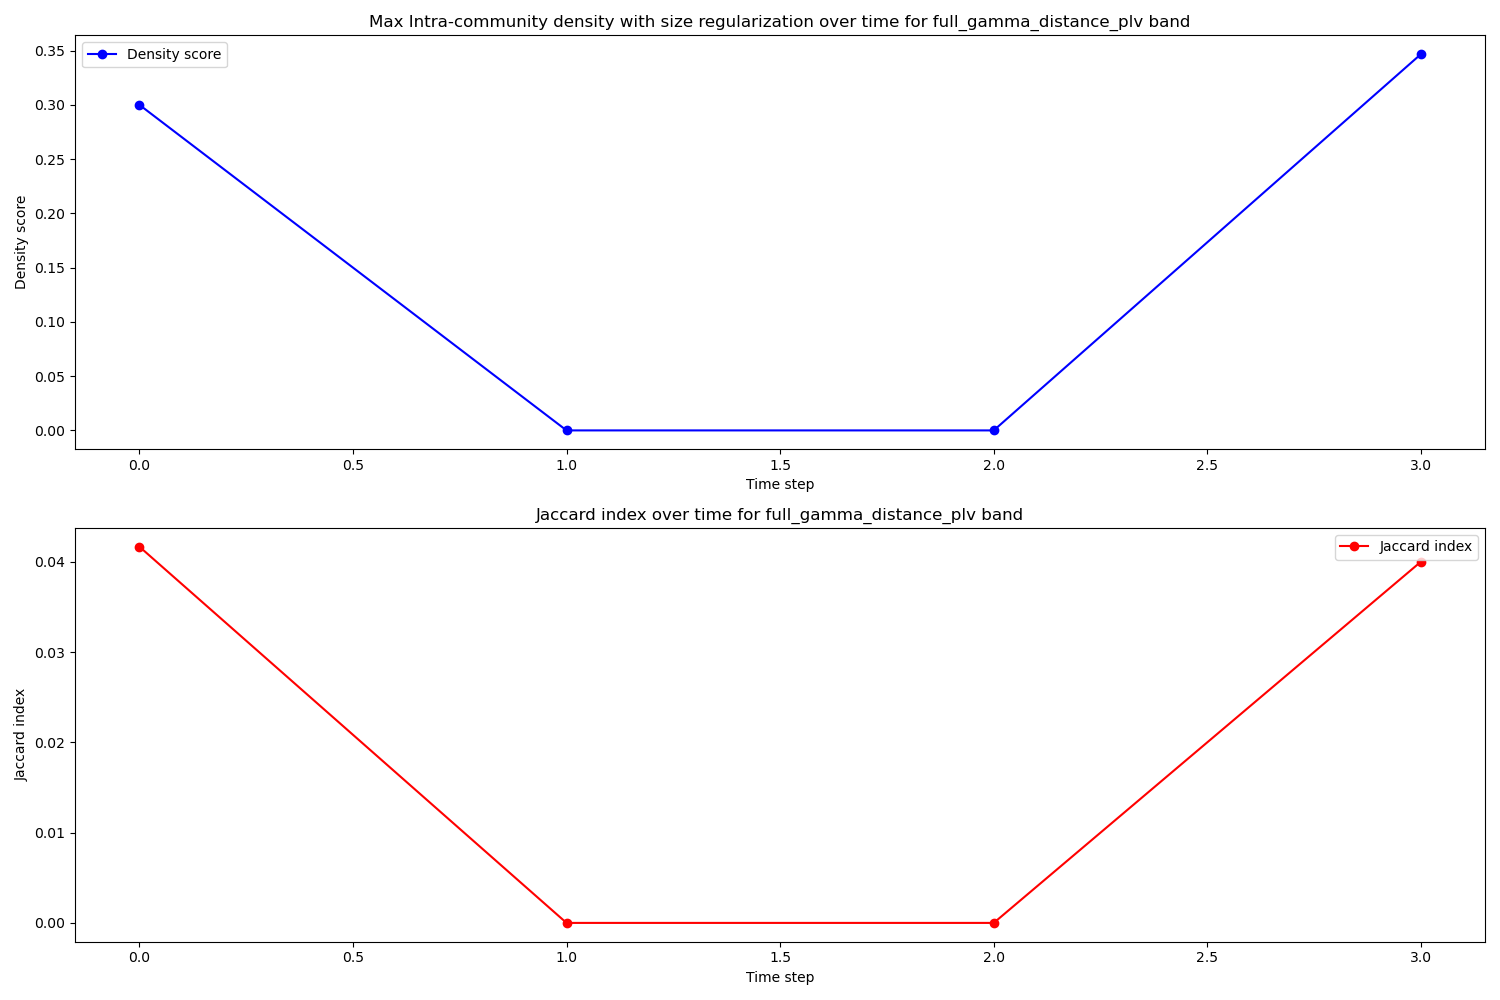 Max Intra-community density with size regularization over time for full_gamma_distance_plv band
Density score
0.35
0.30
0.25
0.20
0.15
0.10
0.05
0.00
Density score
0.0 0.5 1.0 1.5 2.0 2.5 3.0
Time step
Jaccard index over time for full_gamma_distance_plv band
Jaccard index
0.04
0.03
0.02
0.01
0.00
Jaccard index
0.0 0.5 1.0 1.5 2.0 2.5 3.0
Time step